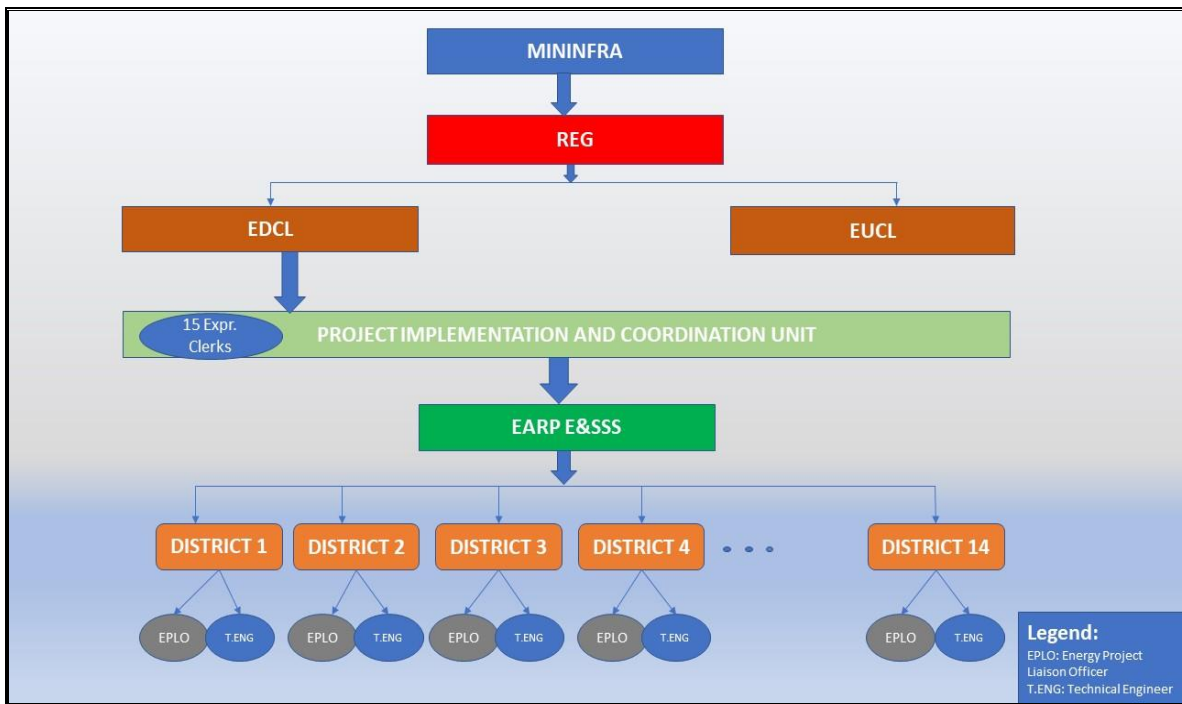 MININFRA
REG
EDCL
EUCL
15 Expr.
Clerks
PROJECT IMPLEMENTATION AND COORDINATION UNIT
EARP E&SSS
DISTRICT 1
DISTRICT 2
DISTRICT 3
DISTRICT 4
• • •
DISTRICT 14
EPLO
T.ENG
EPLO
T.ENG
EPLO
T.ENG
EPLO
T.ENG
EPLO
T.ENG
Legend:
EPLO: Energy Project
Liaison Officer
T.ENG: Technical Engineer